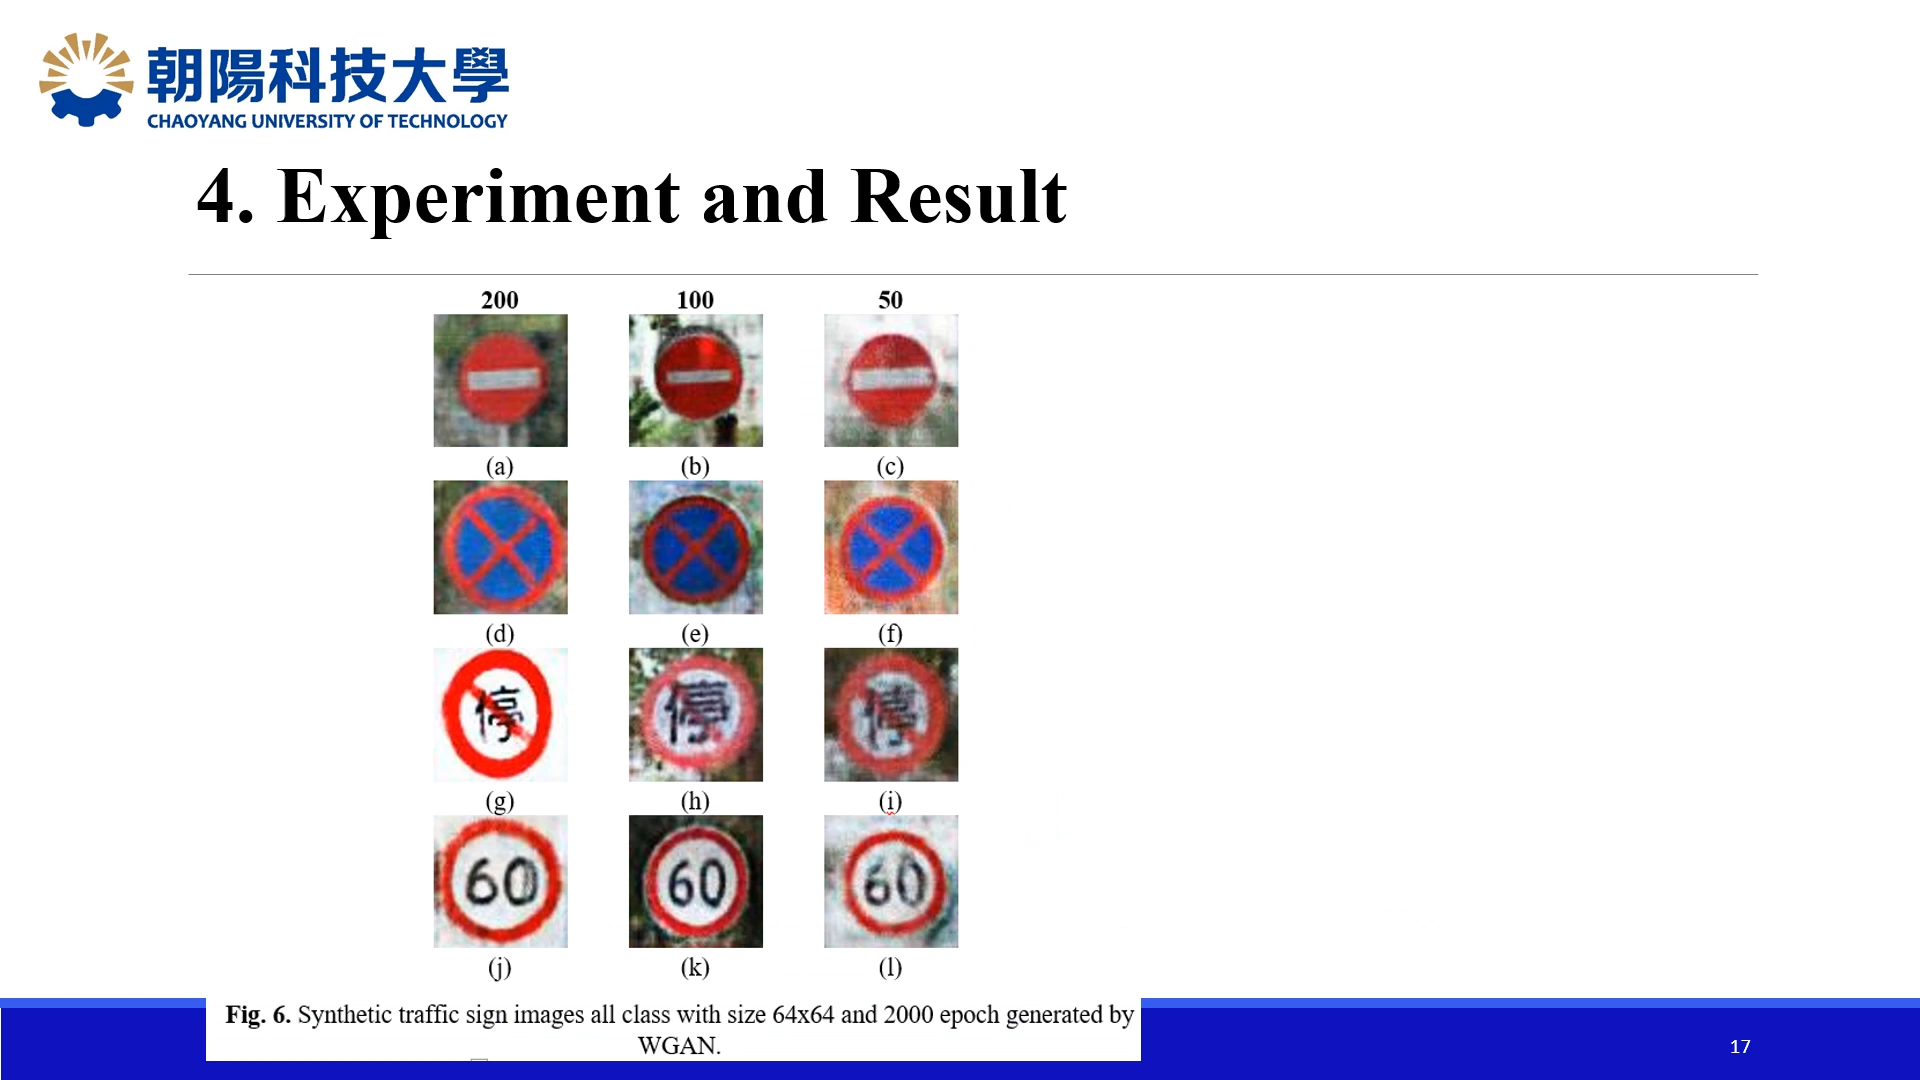 朝陽科技大學
CHAOYANG UNIVERSITY OF TECHNOLOGY
4. Experiment and Result
200 100 50
(a) (b) (c)
(d) (e) (f)
停 停 停
(g) (h) (i)
60 60 60
(j) (k) (l)
Fig. 6. Synthetic traffic sign images all class with size 64x64 and 2000 epoch generated by
WGAN.
17